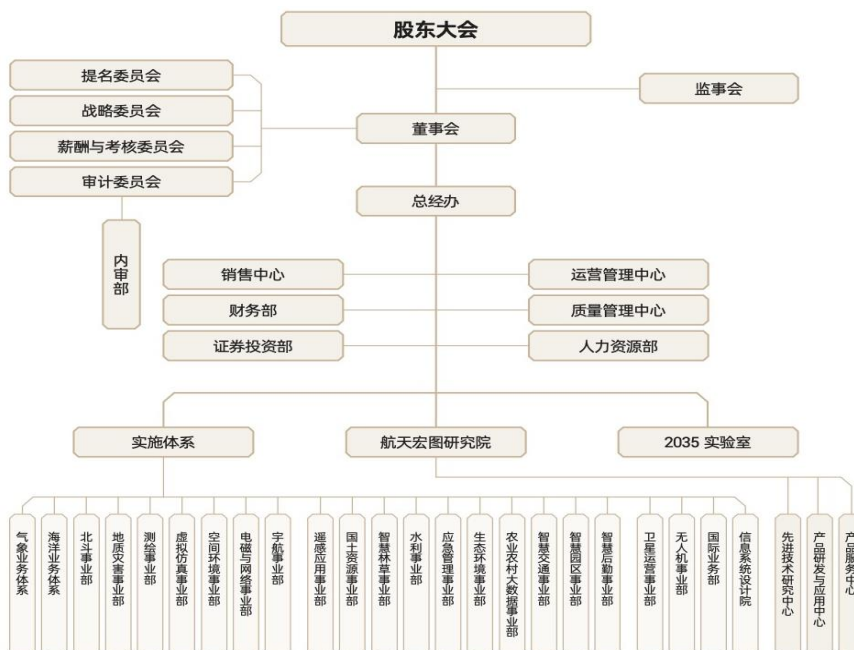 股东大会
提名委员会
监事会
战略委员会
董事会
薪酬与考核委员会
审计委员会
总经办
内审部
销售中心
运营管理中心
财务部
质量管理中心
证券投资部
人力资源部
实施体系
航天宏图研究院
2035 实验室
气象业务体系
海洋业务体系
北斗事业部
地质灾害事业部
测绘事业部
虚拟仿真事业部
空间环境事业部
电磁与网络事业部
宇航事业部
遥感应用事业部
国土资源事业部
智慧林草事业部
水利事业部
应急管理事业部
生态环境事业部
农业农村大数据事业部
智慧交通事业部
智慧园区事业部
智慧后勤事业部
卫星运营事业部
无人机事业部
国际业务部
信息系统设计院
先进技术研究中心
产品研发与应用中心
产品服务中心